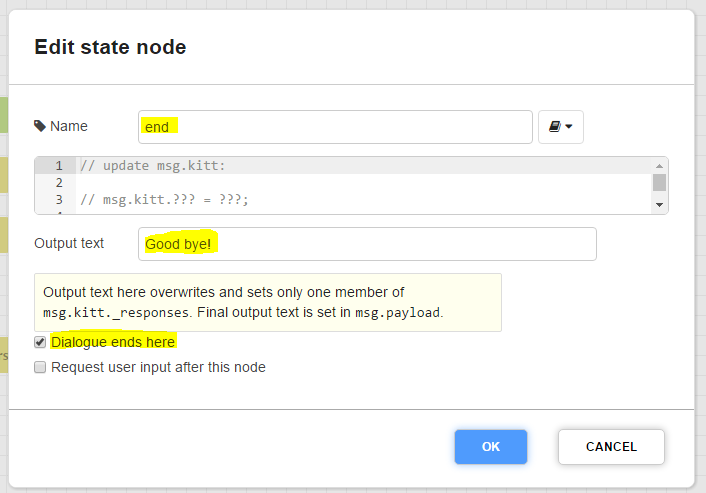 Edit state node
Name
end
1 // update msg.kitt:
2
3 // msg.kitt.??? = ???;
Output text
Good bye!
Output text here overwrites and sets only one member of
msg.kitt._responses. Final output text is set in msg.payload.
Dialogue ends here
rs
Request user input after this node
OK
CANCEL